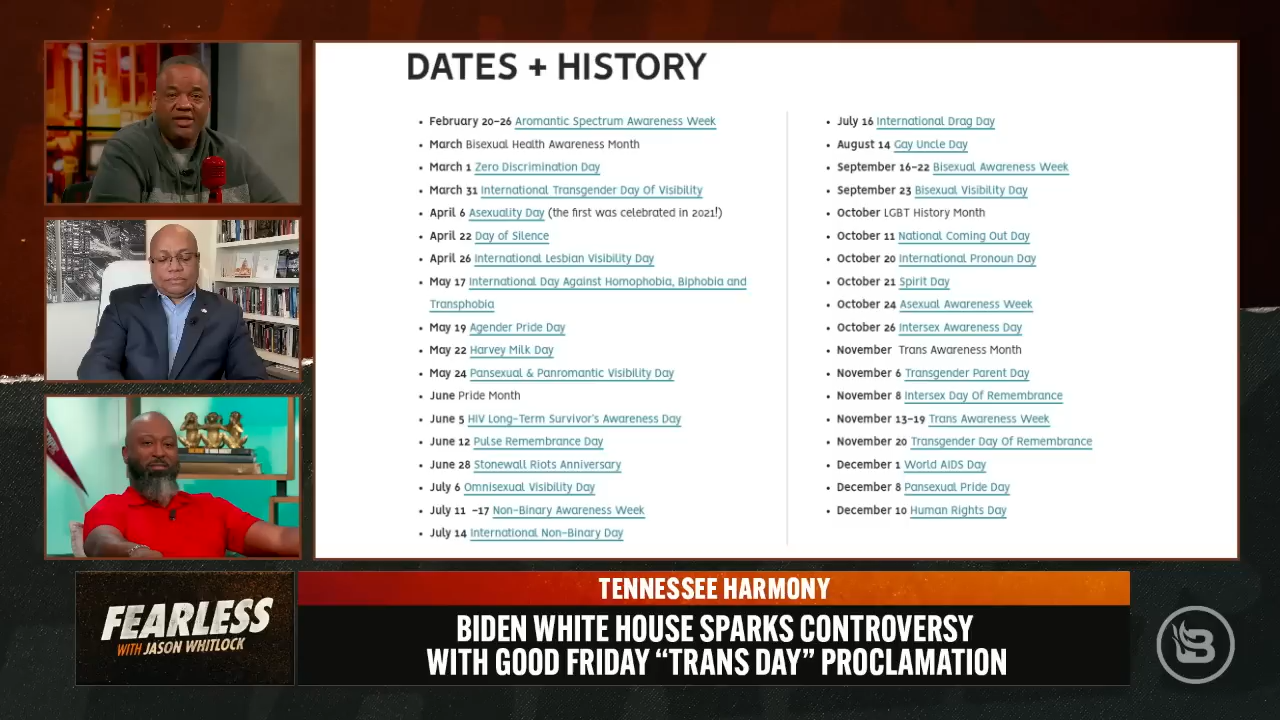 DATES + HISTORY
February 20-26 Aromantic Spectrum Awareness Week
March Bisexual Health Awareness Month
March 1 Zero Discrimination Day
March 31 International Transgender Day Of Visibility
April 6 Asexuality Day (the first was celebrated in 2021!)
April 22 Day of Silence
April 26 International Lesbian Visibility Day
May 17 International Day Against Homophobia, Biphobia and
Transphobia
May 19 Agender Pride Day
May 22 Harvey Milk Day
May 24 Pansexual & Panromantic Visibility Day
June Pride Month
June 5 HIV Long-Term Survivor's Awareness Day
June 12 Pulse Remembrance Day
June 28 Stonewall Riots Anniversary
July 6 Omnisexual Visibility Day
July 11 -17 Non-Binary Awareness Week
July 14 International Non-Binary Day
July 16 International Drag Day
August 14 Gay Uncle Day
September 16-22 Bisexual Awareness Week
September 23 Bisexual Visibility Day
October LGBT History Month
October 11 National Coming Out Day
October 20 International Pronoun Day
October 21 Spirit Day
October 24 Asexual Awareness Week
October 26 Intersex Awareness Day
November Trans Awareness Month
November 6 Transgender Parent Day
November 8 Intersex Day Of Remembrance
November 13-19 Trans Awareness Week
November 20 Transgender Day Of Remembrance
December 1 World AIDS Day
December 8 Pansexual Pride Day
December 10 Human Rights Day
FEARLESS
WITH JASON WHITLOCK
TENNESSEE HARMONY
BIDEN WHITE HOUSE SPARKS CONTROVERSY
WITH GOOD FRIDAY “TRANS DAY” PROCLAMATION
B